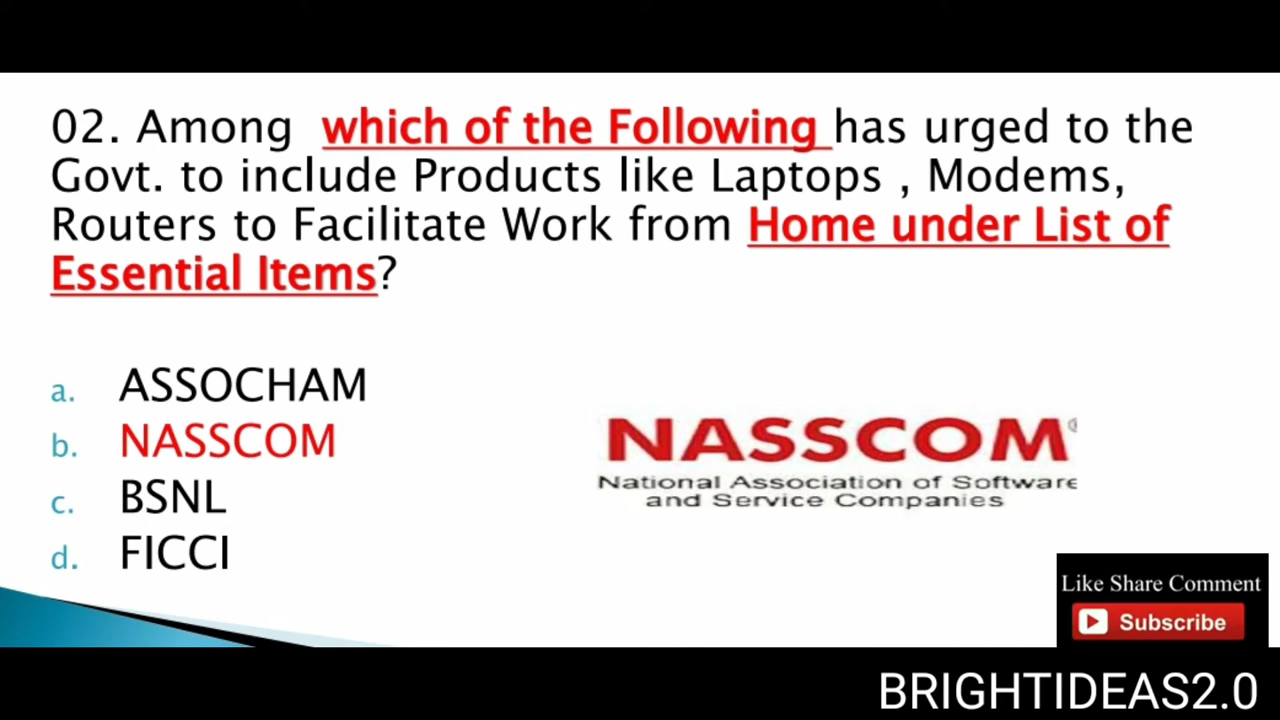 02. Among which of the Following has urged to the
Govt. to include Products like Laptops , Modems,
Routers to Facilitate Work from Home under List of
Essential Items?
a. ASSOCHAM
b. NASSCOM
c. BSNL
d. FICCI
NASSCOM®
National Association of Software
and Service Companies
Like Share Comment
Subscribe
BRIGHTIDEAS2.0